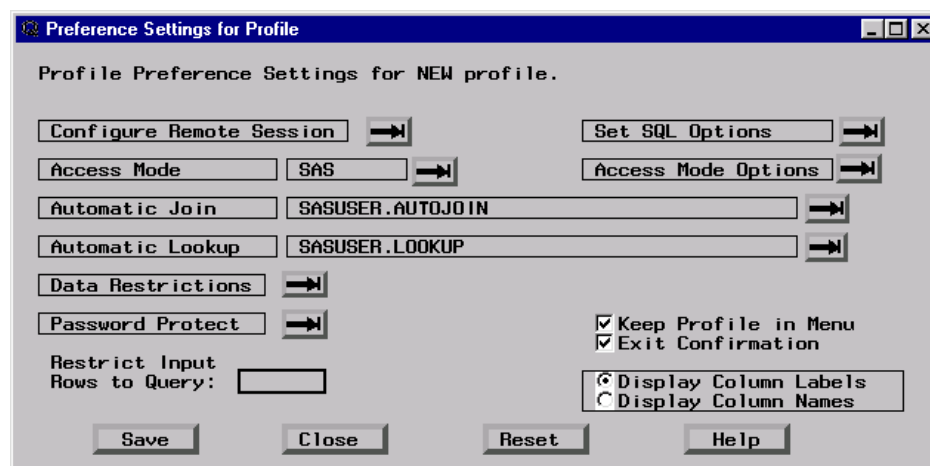 Preference Settings for Profile
Profile Preference Settings for NEW profile.
Configure Remote Session
Set SQL Options
Access Mode SAS
Access Mode Options
Automatic Join SASUSER.AUTOJOIN
Automatic Lookup SASUSER.LOOKUP
Data Restrictions
Password Protect
Keep Profile in Menu
Exit Confirmation
Restrict Input
Rows to Query:
Display Column Labels
Display Column Names
Save Close Reset Help